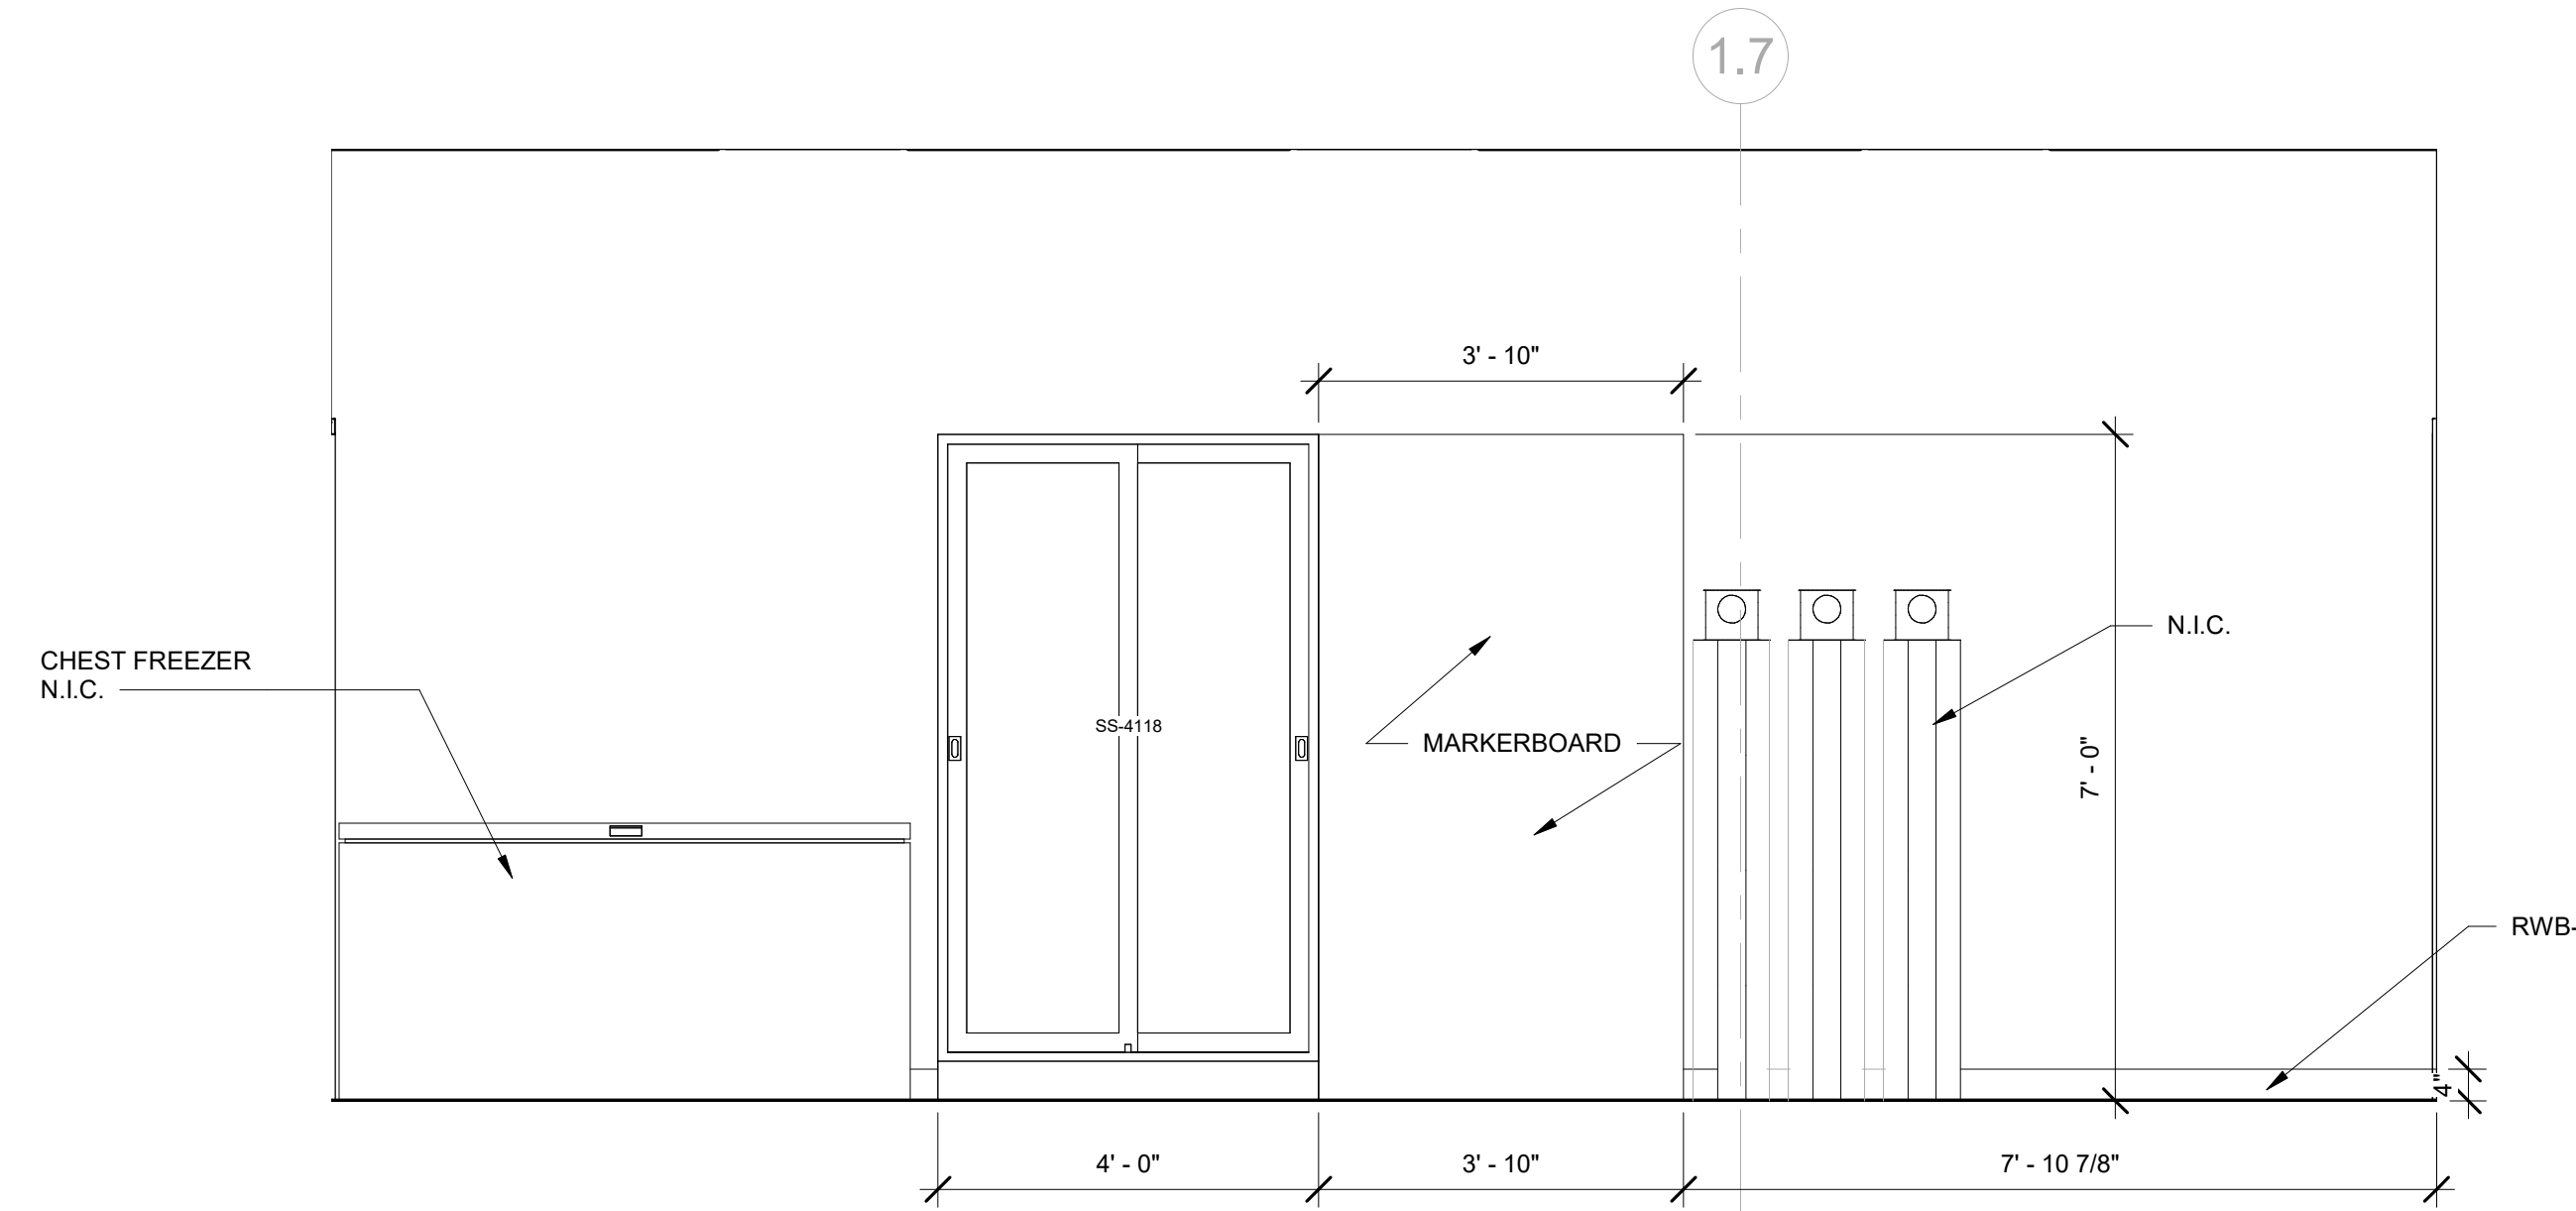 1.7
3' - 10"
CHEST FREEZER
N.I.C.
SS-4118
MARKERBOARD
N.I.C.
7' - 0"
RWB-
4"
4' - 0"
3' - 10"
7' - 10 7/8"